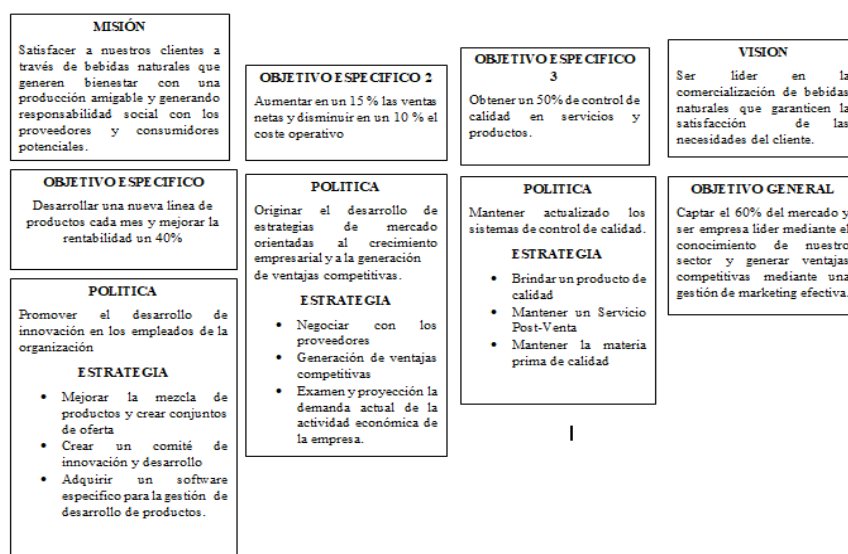 MISIÓN
Satisfacer a nuestros clientes a
través de bebidas naturales que
generen bienestar con una
producción amigable y generando
responsabilidad social con los
proveedores y consumidores
potenciales.
OBJETIVO ESPECIFICO
Desarrollar una nueva línea de
productos cada mes y mejorar la
rentabilidad un 40%
POLITICA
Promover el desarrollo de
innovación en los empleados de la
organización
ESTRATEGIA
• Mejorar la mezcla de
productos y crear conjuntos
de oferta
• Crear un comité de
innovación y desarrollo
• Adquirir un software
específico para la gestión de
desarrollo de productos.
OBJETIVO ESPECIFICO 2
Aumentar en un 15 % las ventas
netas y disminuir en un 10 % el
coste operativo
POLITICA
Originar el desarrollo de
estrategias de mercado
orientadas al crecimiento
empresarial y a la generación
de ventajas competitivas.
ESTRATEGIA
• Negociar con los
proveedores
• Generación de ventajas
competitivas
• Examen y proyección la
demanda actual de la
actividad económica de
la empresa.
OBJETIVO ESPECIFICO
3
Obtener un 50% de control de
calidad en servicios y
productos.
POLITICA
Mantener actualizado los
sistemas de control de calidad.
ESTRATEGIA
• Brindar un producto de
calidad
• Mantener un Servicio
Post-Venta
• Mantener la materia
prima de calidad
VISION
Ser líder en la
comercialización de bebidas
naturales que garanticen la
satisfacción de las
necesidades del cliente.
OBJETIVO GENERAL
Captar el 60% del mercado y
ser empresa líder mediante el
conocimiento de nuestro
sector y generar ventajas
competitivas mediante una
gestión de marketing efectiva.